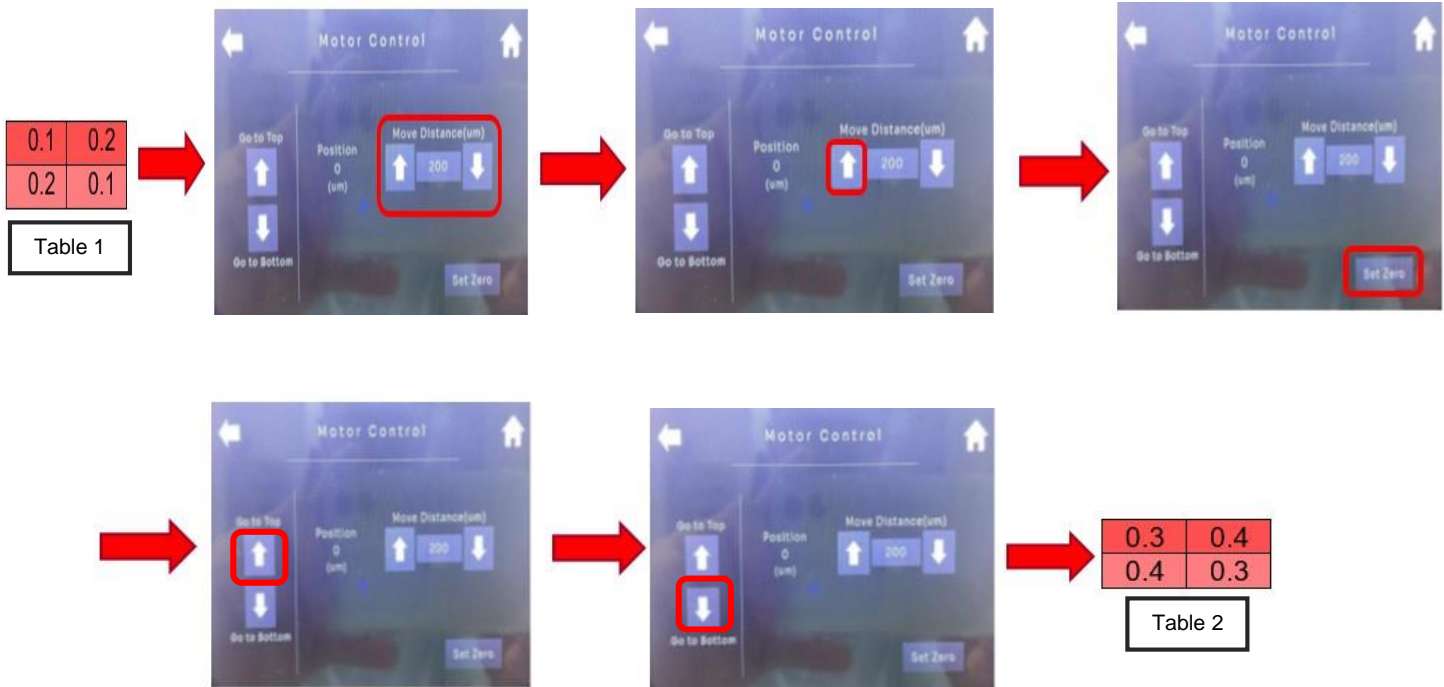 0.1 0.2
0.2 0.1
Table 1
Motor Control
Go to Top
Go to Bottom
Position
0
(um)
Move Distance(um)
200
Set Zero
Motor Control
Go to Top
Go to Bottom
Position
0
(um)
Move Distance(um)
200
Set Zero
Motor Control
Go to Top
Go to Bottom
Position
0
(um)
Move Distance(um)
200
Set Zero
Motor Control
Go to Top
Go to Bottom
Position
0
(um)
Move Distance(um)
200
Set Zero
Motor Control
Go to Top
Go to Bottom
Position
0
(um)
Move Distance(um)
200
Set Zero
0.3 0.4
0.4 0.3
Table 2